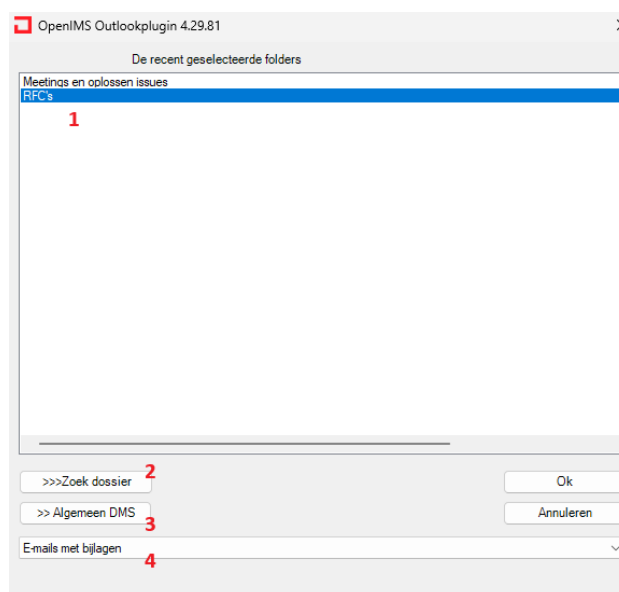 OpenIMS Outlookplugin 4.29.81
De recent geselecteerde folders
Meetings en oplossen issues
RFC's
1
>>>Zoek dossier 2 Ok
>> Algemeen DMS 3 Annuleren
E-mails met bijlagen
4